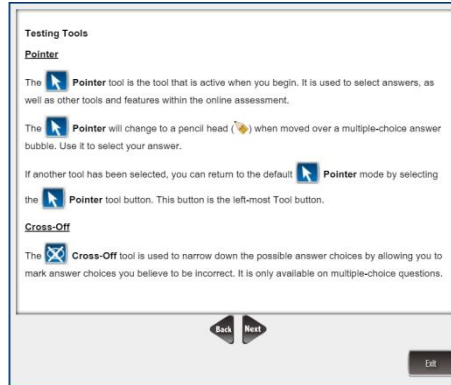 Testing Tools
Pointer
The Pointer tool is the tool that is active when you begin. It is used to select answers, as
well as other tools and features within the online assessment.
The Pointer will change to a pencil head ( ) when moved over a multiple-choice answer
bubble. Use it to select your answer.
If another tool has been selected, you can return to the default Pointer mode by selecting
the Pointer tool button. This button is the left-most Tool button.
Cross-Off
The Cross-Off tool is used to narrow down the possible answer choices by allowing you to
mark answer choices you believe to be incorrect. It is only available on multiple-choice questions.
Back Next
Exit